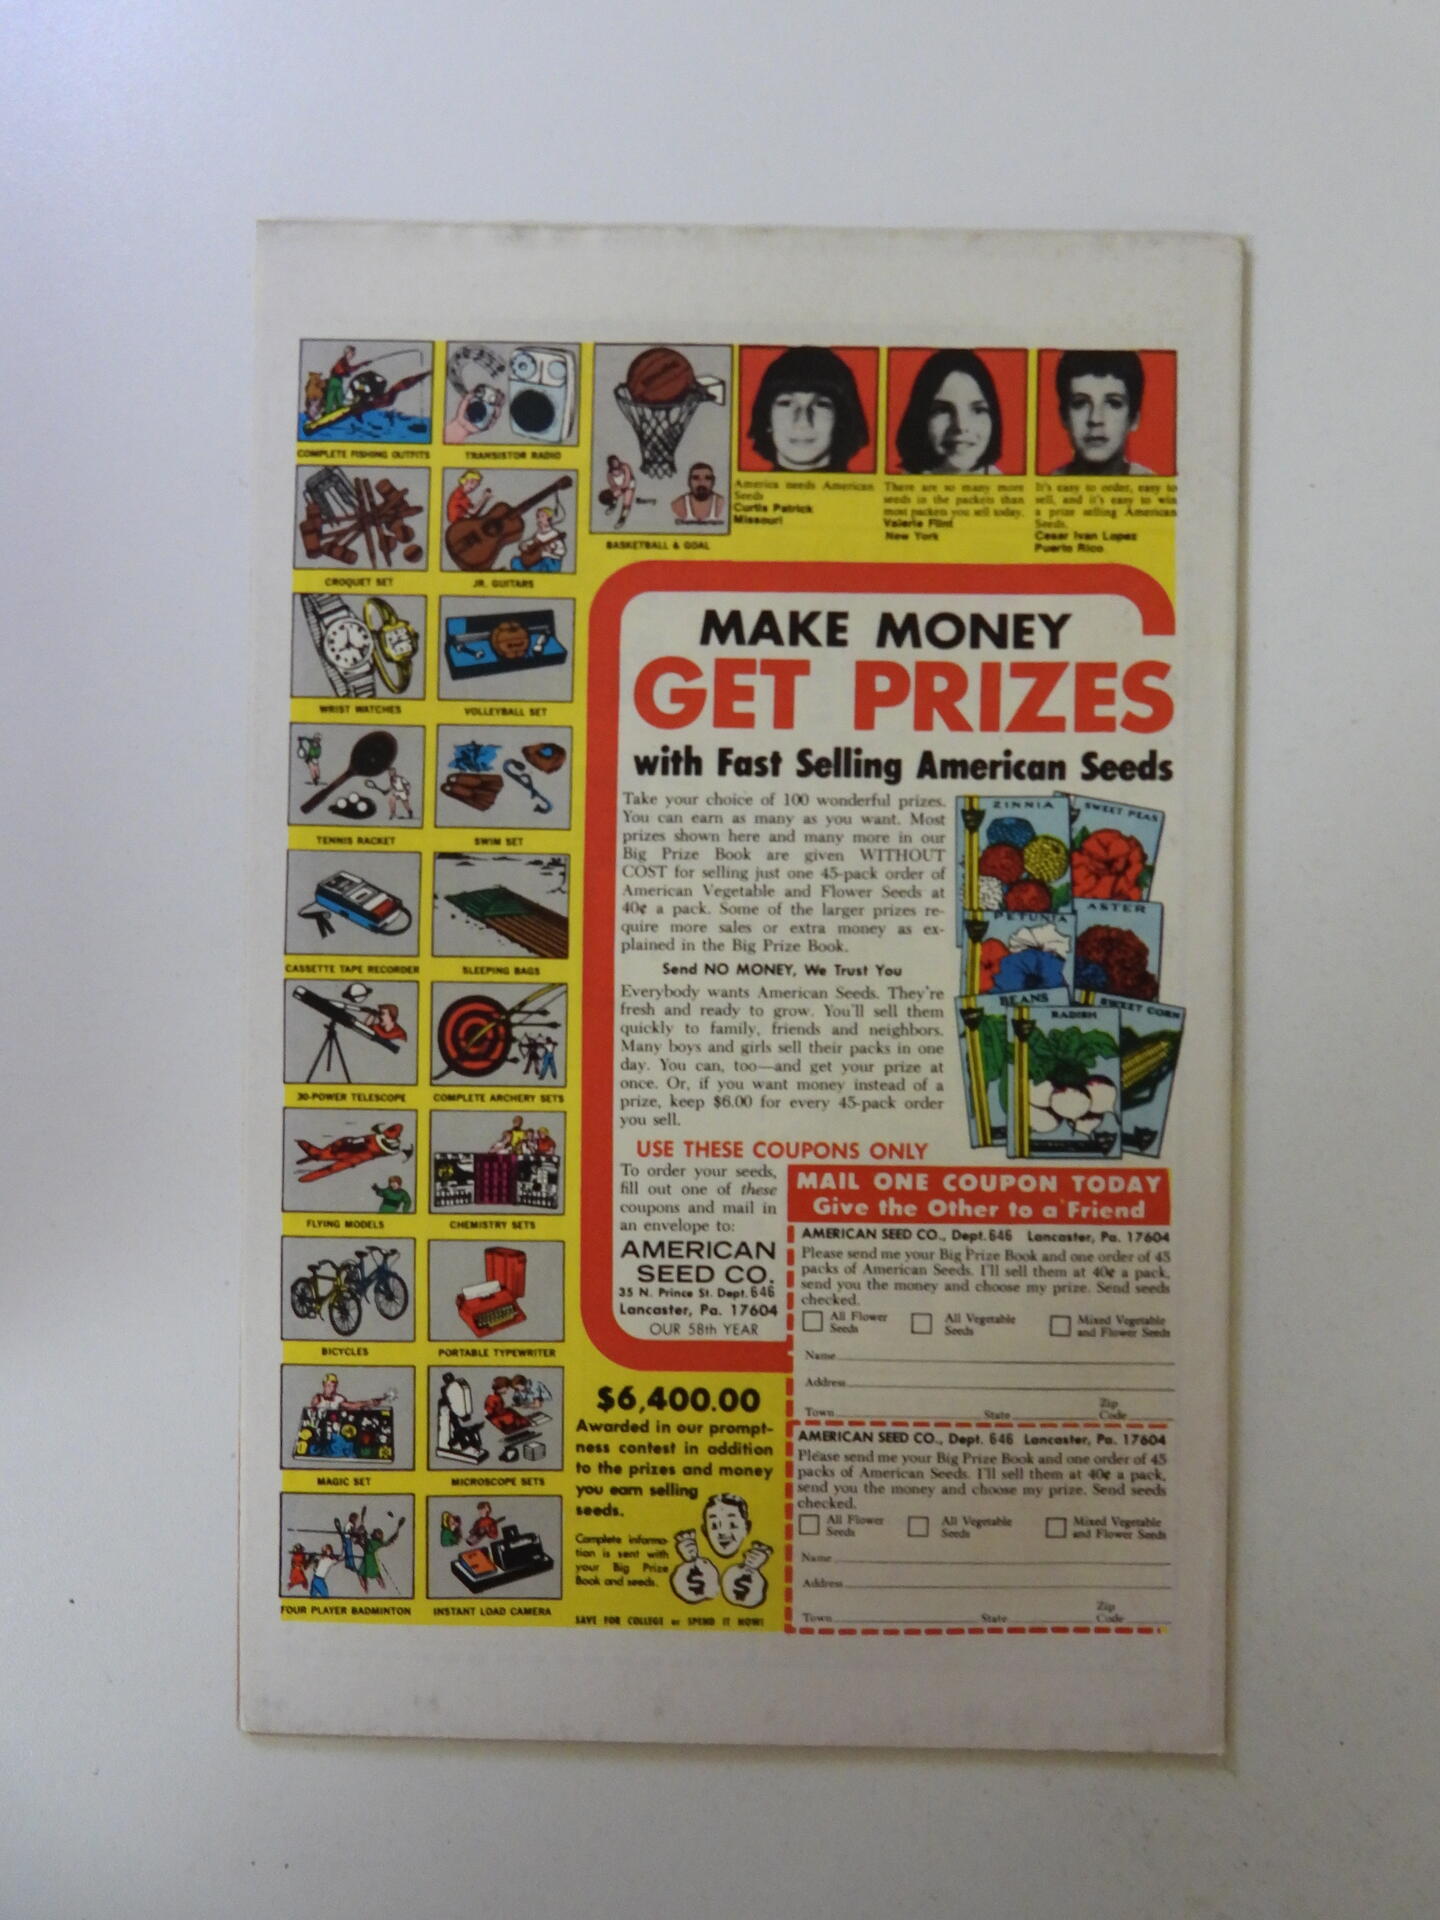 COMPLETE FISHING OUTFITS
TRANSISTOR RADIO
CROQUET SET
JR. GUITARS
WRIST WATCHES
VOLLEYBALL SET
TENNIS RACKET
SWIM SET
CASSETTE TAPE RECORDER
SLEEPING BAGS
30-POWER TELESCOPE
COMPLETE ARCHERY SETS
FLYING MODELS
CHEMISTRY SETS
BICYCLES
PORTABLE TYPEWRITER
MAGIC SET
MICROSCOPE SETS
FOUR PLAYER BADMINTON
INSTANT LOAD CAMERA
Barry
Chamberlain
BASKETBALL & GOAL
America needs American
Seeds
Curtis Patrick
Missouri
There are so many more
seeds in the packets than
most packets you sell today.
Valerie Flint
New York
It's easy to order, easy to
sell, and it's easy to win
a prize selling American
Seeds.
Cesar Ivan Lopez
Puerto Rico
MAKE MONEY
GET PRIZES
with Fast Selling American Seeds
Take your choice of 100 wonderful prizes.
You can earn as many as you want. Most
prizes shown here and many more in our
Big Prize Book are given WITHOUT
COST for selling just one 45-pack order of
American Vegetable and Flower Seeds at
40¢ a pack. Some of the larger prizes re-
quire more sales or extra money as ex-
plained in the Big Prize Book.
Send NO MONEY, We Trust You
Everybody wants American Seeds. They're
fresh and ready to grow. You'll sell them
quickly to family, friends and neighbors.
Many boys and girls sell their packs in one
day. You can, too—and get your prize at
once. Or, if you want money instead of a
prize, keep $6.00 for every 45-pack order
you sell.
ZINNIA
SWEET PEAS
PETUNIA
ASTER
BEANS
RADISH
SWEET CORN
USE THESE COUPONS ONLY
To order your seeds,
fill out one of these
coupons and mail in
an envelope to:
AMERICAN
SEED CO.
35 N. Prince St. Dept. 646
Lancaster, Pa. 17604
OUR 58th YEAR
MAIL ONE COUPON TODAY
Give the Other to a Friend
AMERICAN SEED CO., Dept. 646 Lancaster, Pa. 17604
Please send me your Big Prize Book and one order of 45
packs of American Seeds. I'll sell them at 40¢ a pack,
send you the money and choose my prize. Send seeds
checked.
All Flower
Seeds
All Vegetable
Seeds
Mixed Vegetable
and Flower Seeds
Name
Address
Town State Zip
Code
AMERICAN SEED CO., Dept. 646 Lancaster, Pa. 17604
Please send me your Big Prize Book and one order of 45
packs of American Seeds. I'll sell them at 40¢ a pack,
send you the money and choose my prize. Send seeds
checked.
All Flower
Seeds
All Vegetable
Seeds
Mixed Vegetable
and Flower Seeds
Name
Address
Town State Zip
Code
$6,400.00
Awarded in our prompt-
ness contest in addition
to the prizes and money
you earn selling
seeds.
Complete informa-
tion is sent with
your Big Prize
Book and seeds.
$ $
SAVE FOR COLLEGE or SPEND IT NOW!